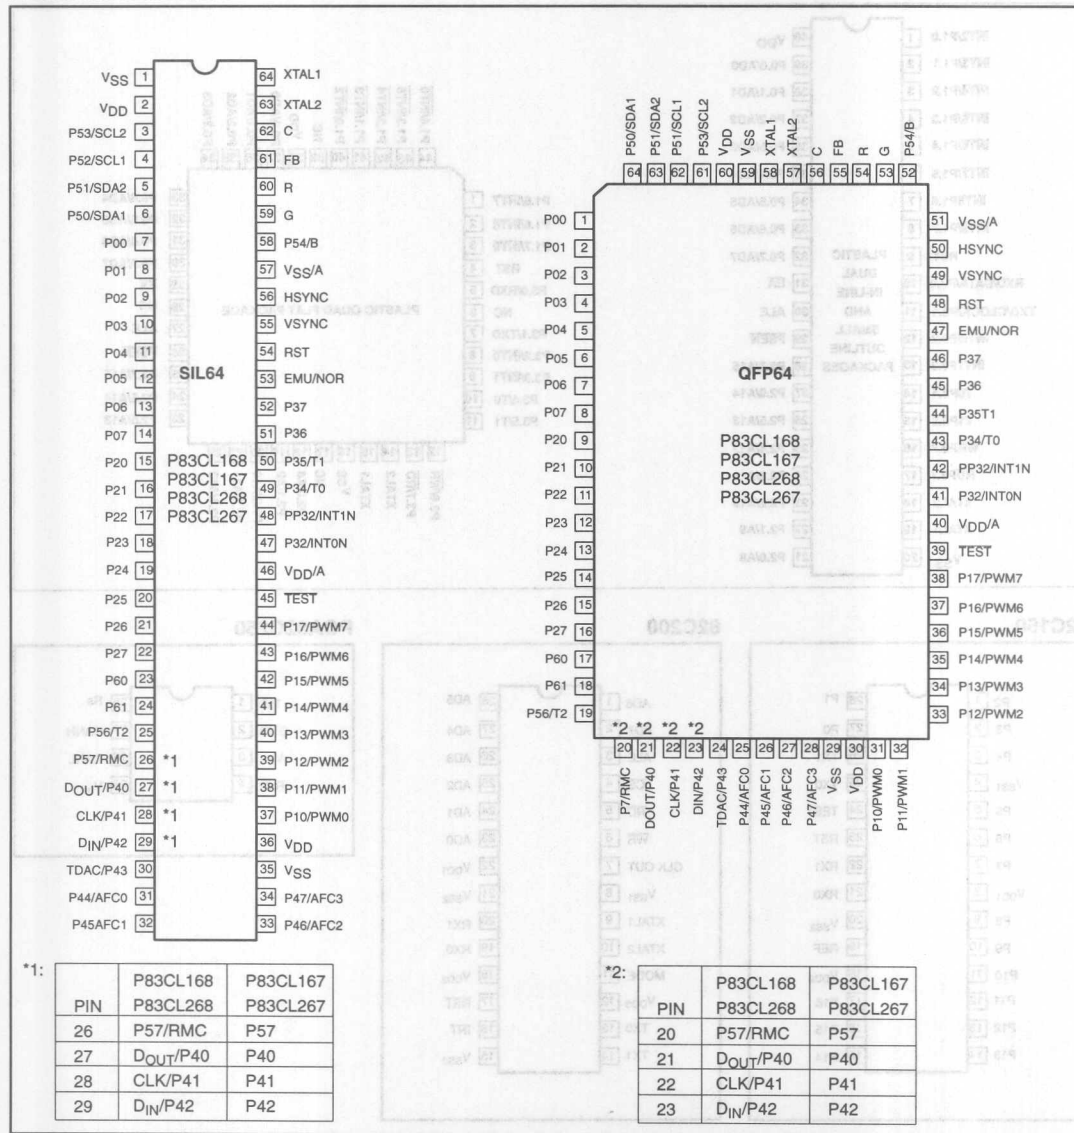 VSS 1
VDD 2
P53/SCL2 3
P52/SCL1 4
P51/SDA2 5
P50/SDA1 6
P00 7
P01 8
P02 9
P03 10
P04 11
P05 12
P06 13
P07 14
P20 15
P21 16
P22 17
P23 18
P24 19
P25 20
P26 21
P27 22
P60 23
P61 24
P56/T2 25
P57/RMC 26 *1
DOUT/P40 27 *1
CLK/P41 28 *1
DIN/P42 29 *1
TDAC/P43 30
P44/AFC0 31
P45AFC1 32
SIL64
P83CL168
P83CL167
P83CL268
P83CL267
64 XTAL1
63 XTAL2
62 C
61 FB
60 R
59 G
58 P54/B
57 VSS/A
56 HSYNC
55 VSYNC
54 RST
53 EMU/NOR
52 P37
51 P36
50 P35/T1
49 P34/T0
48 PP32/INT1N
47 P32/INT0N
46 VDD/A
45 TEST
44 P17/PWM7
43 P16/PWM6
42 P15/PWM5
41 P14/PWM4
40 P13/PWM3
39 P12/PWM2
38 P11/PWM1
37 P10/PWM0
36 VDD
35 VSS
34 P47/AFC3
33 P46/AFC2
P50/SDA1 64
P51/SDA2 63
P51/SCL1 62
P53/SCL2 61
VDD 60
VSS 59
XTAL1 58
XTAL2 57
C 56
FB 55
R 54
G 53
P54/B 52
P00 1
P01 2
P02 3
P03 4
P04 5
P05 6
P06 7
P07 8
P20 9
P21 10
P22 11
P23 12
P24 13
P25 14
P26 15
P27 16
P60 17
P61 18
P56/T2 19
QFP64
P83CL168
P83CL167
P83CL268
P83CL267
51 VSS/A
50 HSYNC
49 VSYNC
48 RST
47 EMU/NOR
46 P37
45 P36
44 P35T1
43 P34/T0
42 PP32/INT1N
41 P32/INT0N
40 VDD/A
39 TEST
38 P17/PWM7
37 P16/PWM6
36 P15/PWM5
35 P14/PWM4
34 P13/PWM3
33 P12/PWM2
*2 *2 *2 *2
20 P7/RMC
21 DOUT/P40
22 CLK/P41
23 DIN/P42
24 TDAC/P43
25 P44/AFC0
26 P45/AFC1
27 P46/AFC2
28 P47/AFC3
29 VSS
30 VDD
31 P10/PWM0
32 P11/PWM1
*1:
P83CL168 P83CL167
PIN P83CL268 P83CL267
26 P57/RMC P57
27 DOUT/P40 P40
28 CLK/P41 P41
29 DIN/P42 P42
*2:
P83CL168 P83CL167
PIN P83CL268 P83CL267
20 P57/RMC P57
21 DOUT/P40 P40
22 CLK/P41 P41
23 DIN/P42 P42